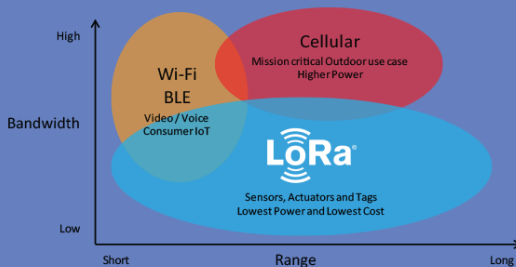 High
Cellular
Mission critical Outdoor use case
Higher Power
Wi-Fi
BLE
Video / Voice
Consumer IoT
Bandwidth
LoRa®
Sensors, Actuators and Tags
Lowest Power and Lowest Cost
Low
Short
Range
Long